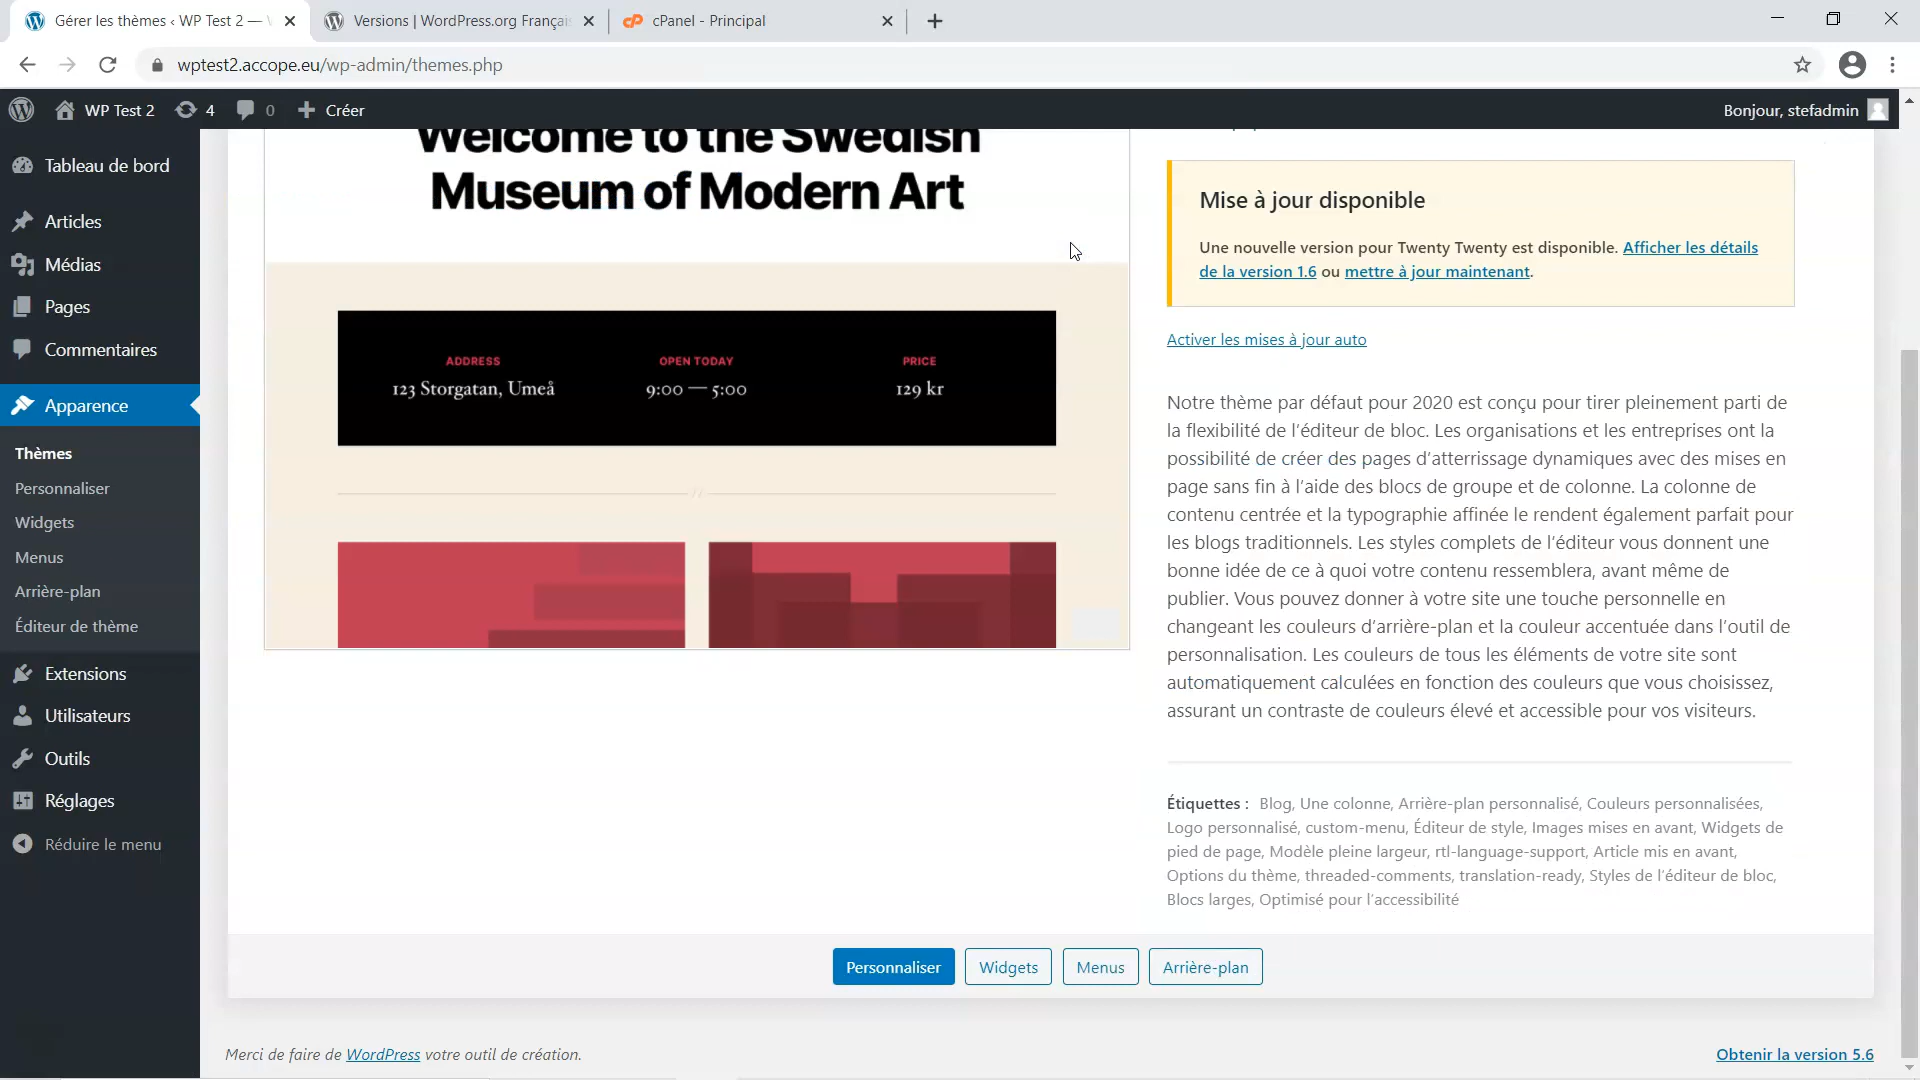 Gérer les thèmes ‹ WP Test 2 —
Versions | WordPress.org Françai
cPanel - Principal
wptest2.accope.eu/wp-admin/themes.php
WP Test 2
4
0
Créer
Bonjour, stefadmin
Tableau de bord
Articles
Médias
Pages
Commentaires
Apparence
Thèmes
Personnaliser
Widgets
Menus
Arrière-plan
Éditeur de thème
Extensions
Utilisateurs
Outils
Réglages
Réduire le menu
Welcome to the Swedish
Museum of Modern Art
ADDRESS
123 Storgatan, Umeå
OPEN TODAY
9:00 — 5:00
PRICE
129 kr
Mise à jour disponible
Une nouvelle version pour Twenty Twenty est disponible. Afficher les détails
de la version 1.6 ou mettre à jour maintenant.
Activer les mises à jour auto
Notre thème par défaut pour 2020 est conçu pour tirer pleinement parti de
la flexibilité de l’éditeur de bloc. Les organisations et les entreprises ont la
possibilité de créer des pages d’atterrissage dynamiques avec des mises en
page sans fin à l’aide des blocs de groupe et de colonne. La colonne de
contenu centrée et la typographie affinée le rendent également parfait pour
les blogs traditionnels. Les styles complets de l’éditeur vous donnent une
bonne idée de ce à quoi votre contenu ressemblera, avant même de
publier. Vous pouvez donner à votre site une touche personnelle en
changeant les couleurs d’arrière-plan et la couleur accentuée dans l’outil de
personnalisation. Les couleurs de tous les éléments de votre site sont
automatiquement calculées en fonction des couleurs que vous choisissez,
assurant un contraste de couleurs élevé et accessible pour vos visiteurs.
Étiquettes : Blog, Une colonne, Arrière-plan personnalisé, Couleurs personnalisées,
Logo personnalisé, custom-menu, Éditeur de style, Images mises en avant, Widgets de
pied de page, Modèle pleine largeur, rtl-language-support, Article mis en avant,
Options du thème, threaded-comments, translation-ready, Styles de l’éditeur de bloc,
Blocs larges, Optimisé pour l’accessibilité
Personnaliser
Widgets
Menus
Arrière-plan
Merci de faire de WordPress votre outil de création.
Obtenir la version 5.6